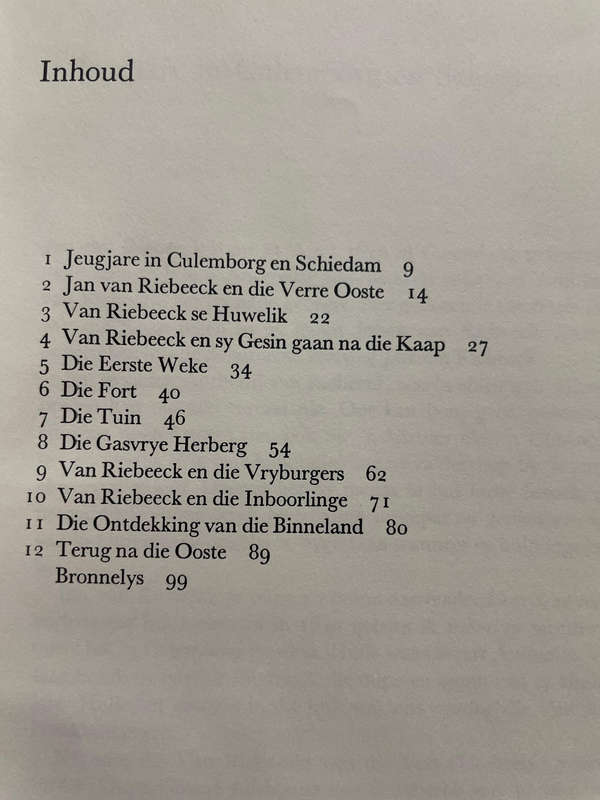 Inhoud
1 Jeugjare in Culemborg en Schiedam 9
2 Jan van Riebeeck en die Verre Ooste 14
3 Van Riebeeck se Huwelik 22
4 Van Riebeeck en sy Gesin gaan na die Kaap 27
5 Die Eerste Weke 34
6 Die Fort 40
7 Die Tuin 46
8 Die Gasvrye Herberg 54
9 Van Riebeeck en die Vryburgers 62
10 Van Riebeeck en die Inboorlinge 71
11 Die Ontdekking van die Binneland 80
12 Terug na die Ooste 89
Bronnelys 99